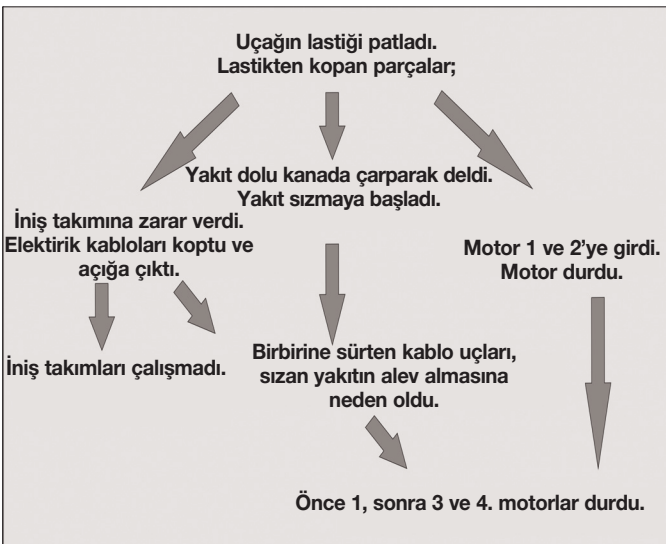 Uçağın lastiği patladı.
Lastikten kopan parçalar;
Yakıt dolu kanada çarparak deldi.
Yakıt sızmaya başladı.
İniş takımına zarar verdi.
Elektirik kabloları koptu ve
açığa çıktı.
Motor 1 ve 2’ye girdi.
Motor durdu.
İniş takımları çalışmadı.
Birbirine sürten kablo uçları,
sızan yakıtın alev almasına
neden oldu.
Önce 1, sonra 3 ve 4. motorlar durdu.